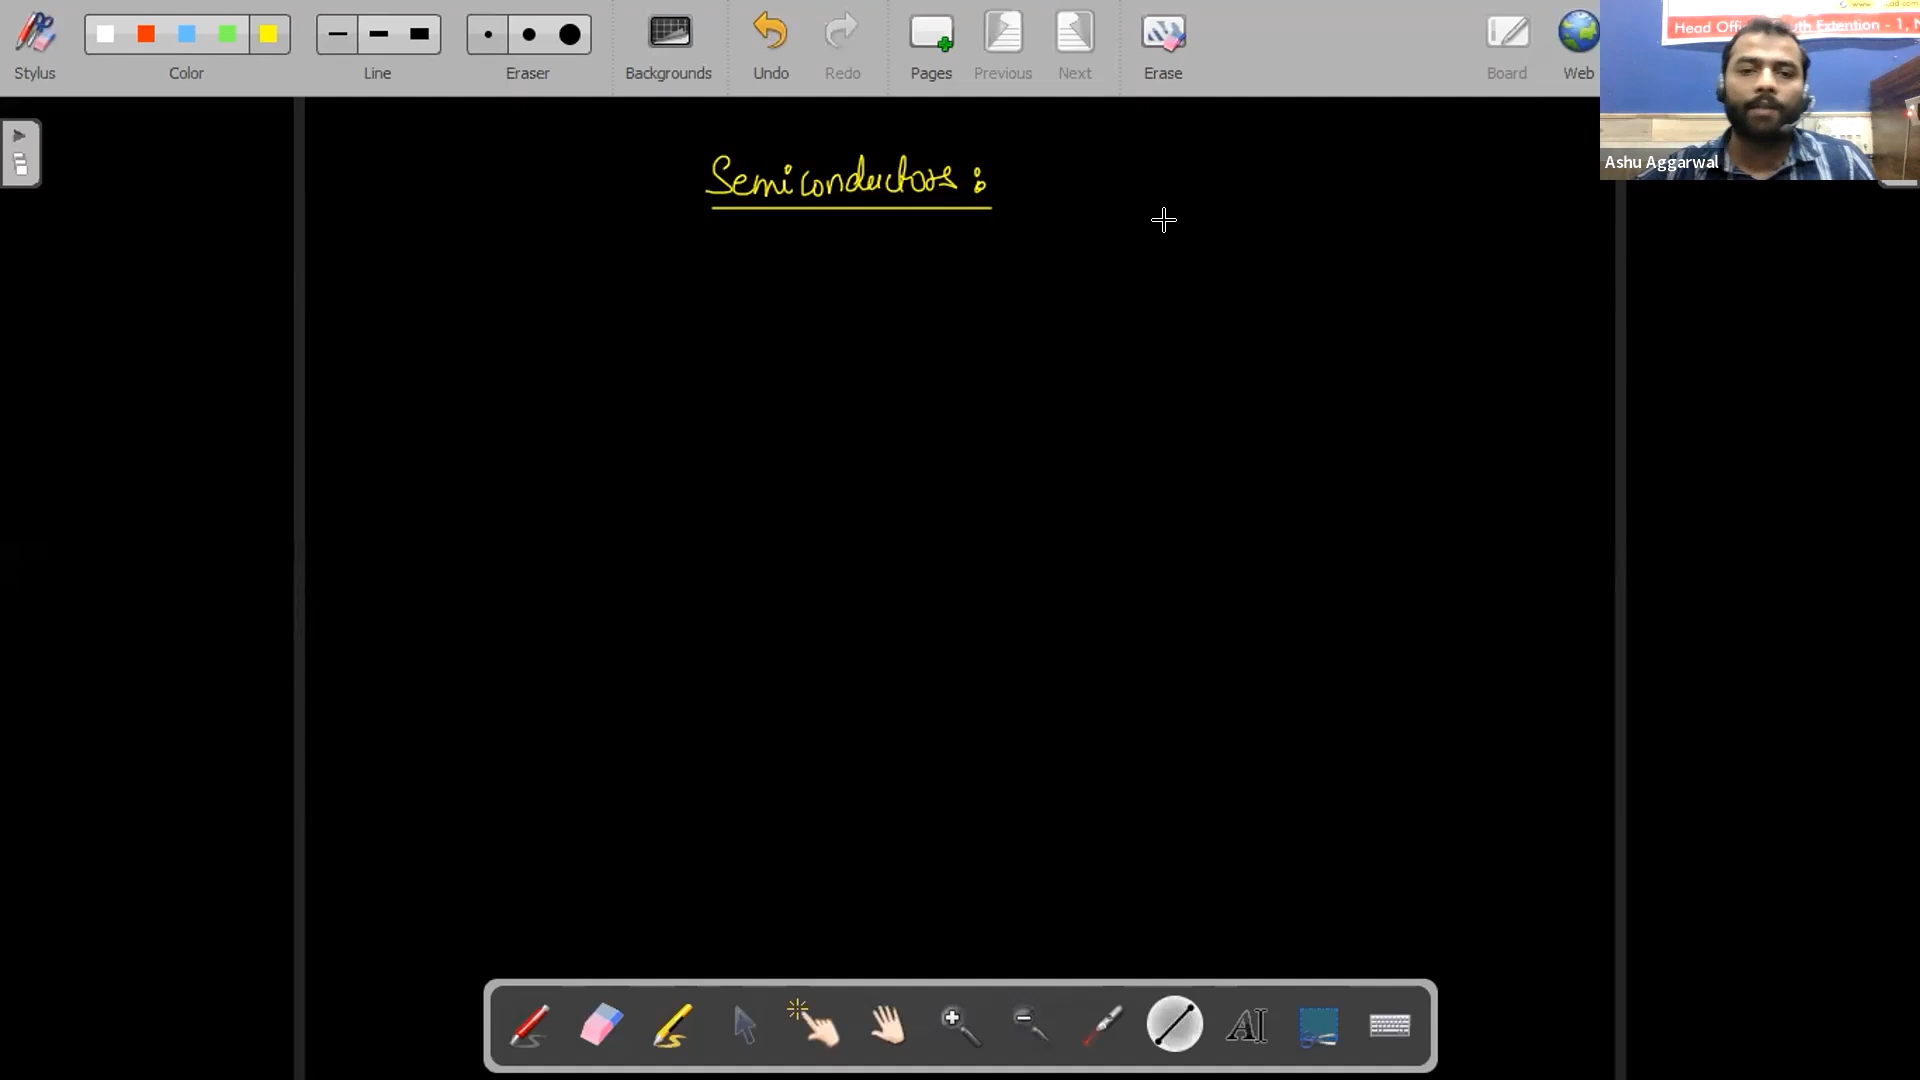 Stylus
Color
Line
Eraser
Backgrounds
Undo
Redo
Pages
Previous
Next
Erase
Board
Web
Head Offi
uth Extention - 1, N
Ashu Aggarwal
Semiconductors :
AI